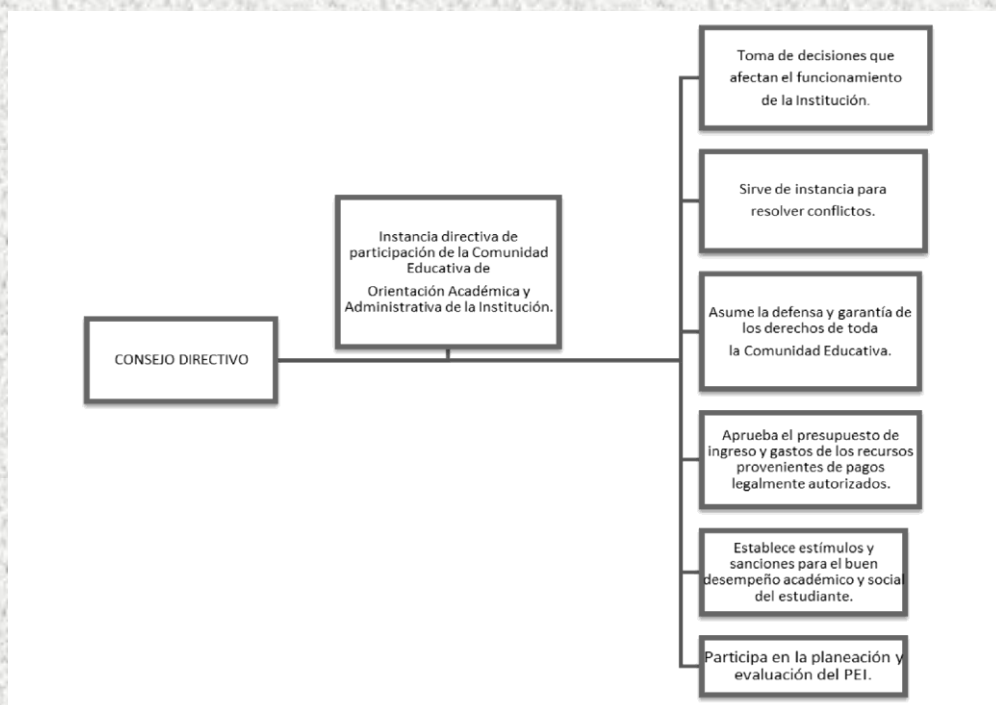 CONSEJO DIRECTIVO
Instancia directiva de
participación de la Comunidad
Educativa de
Orientación Académica y
Administrativa de la Institución.
Toma de decisiones que
afectan el funcionamiento
de la Institución.
Sirve de instancia para
resolver conflictos.
Asume la defensa y garantía de
los derechos de toda
la Comunidad Educativa.
Aprueba el presupuesto de
ingreso y gastos de los recursos
provenientes de pagos
legalmente autorizados.
Establece estímulos y
sanciones para el buen
desempeño académico y social
del estudiante.
Participa en la planeación y
evaluación del PEI.